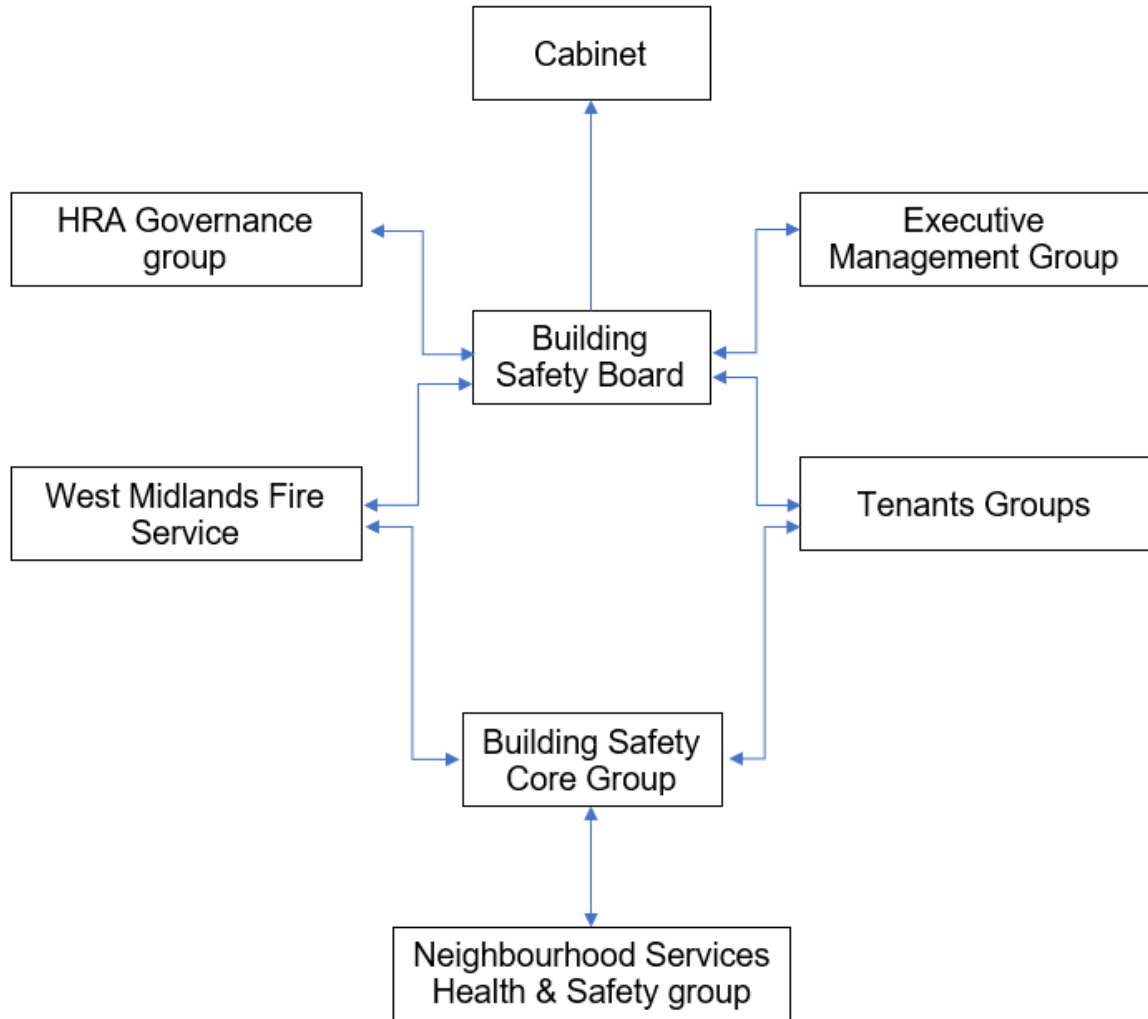 Cabinet
HRA Governance
group
Executive
Management Group
Building
Safety Board
West Midlands Fire
Service
Tenants Groups
Building Safety
Core Group
Neighbourhood Services
Health & Safety group